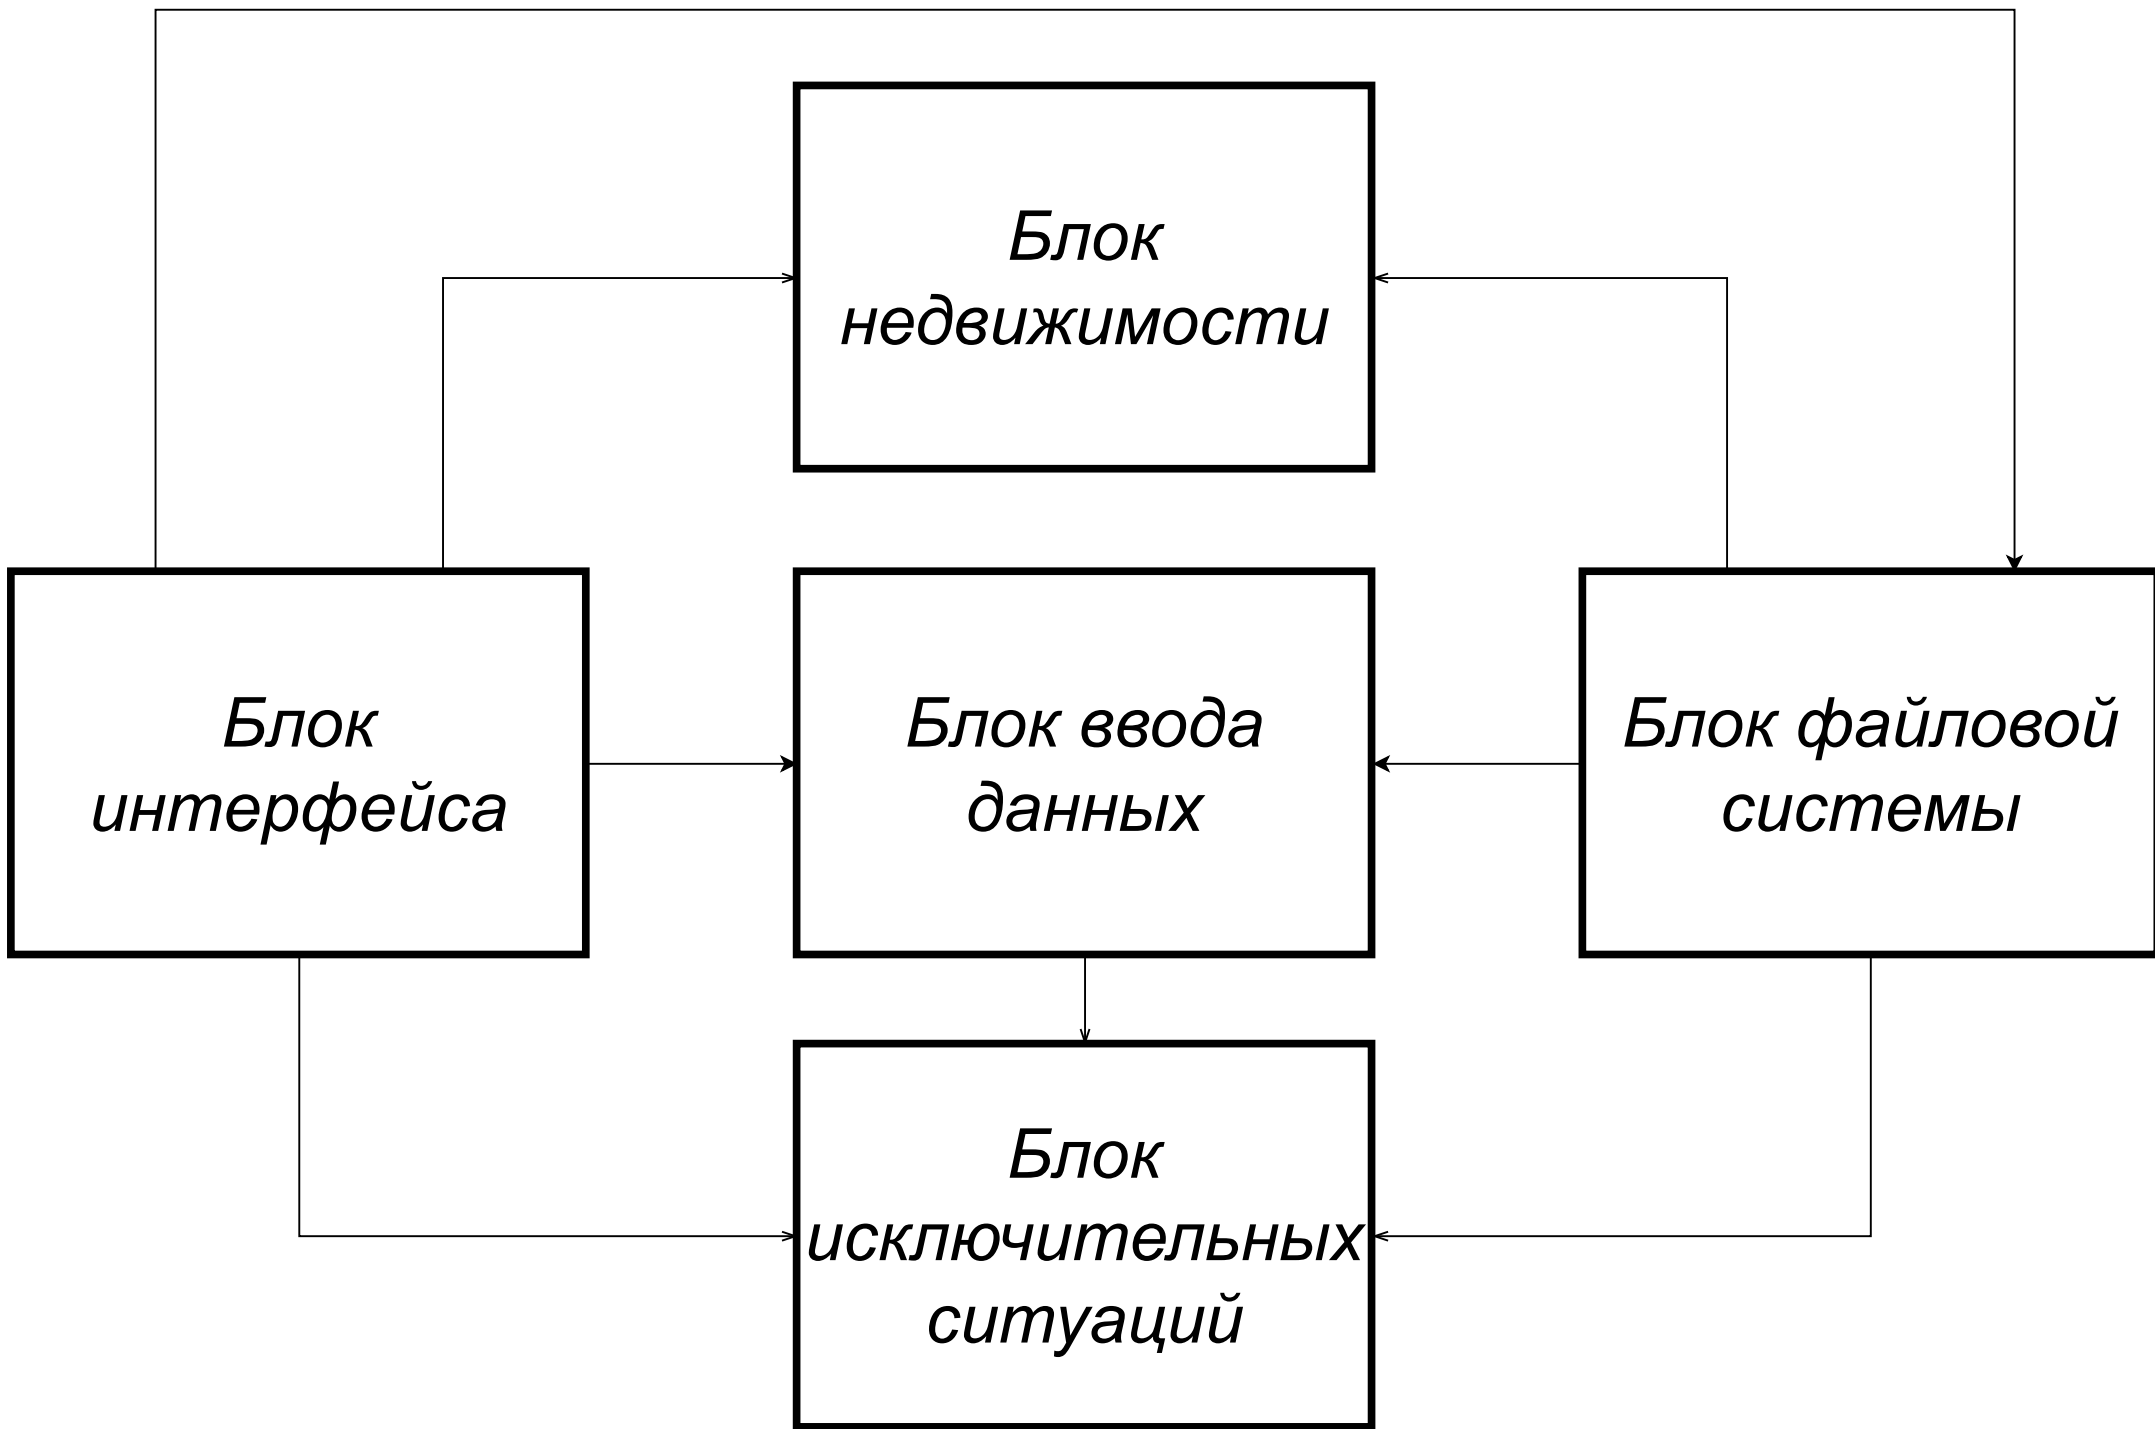 Блок
недвижимости
Блок
интерфейса
Блок ввода
данных
Блок файловой
системы
Блок
исключительных
ситуаций